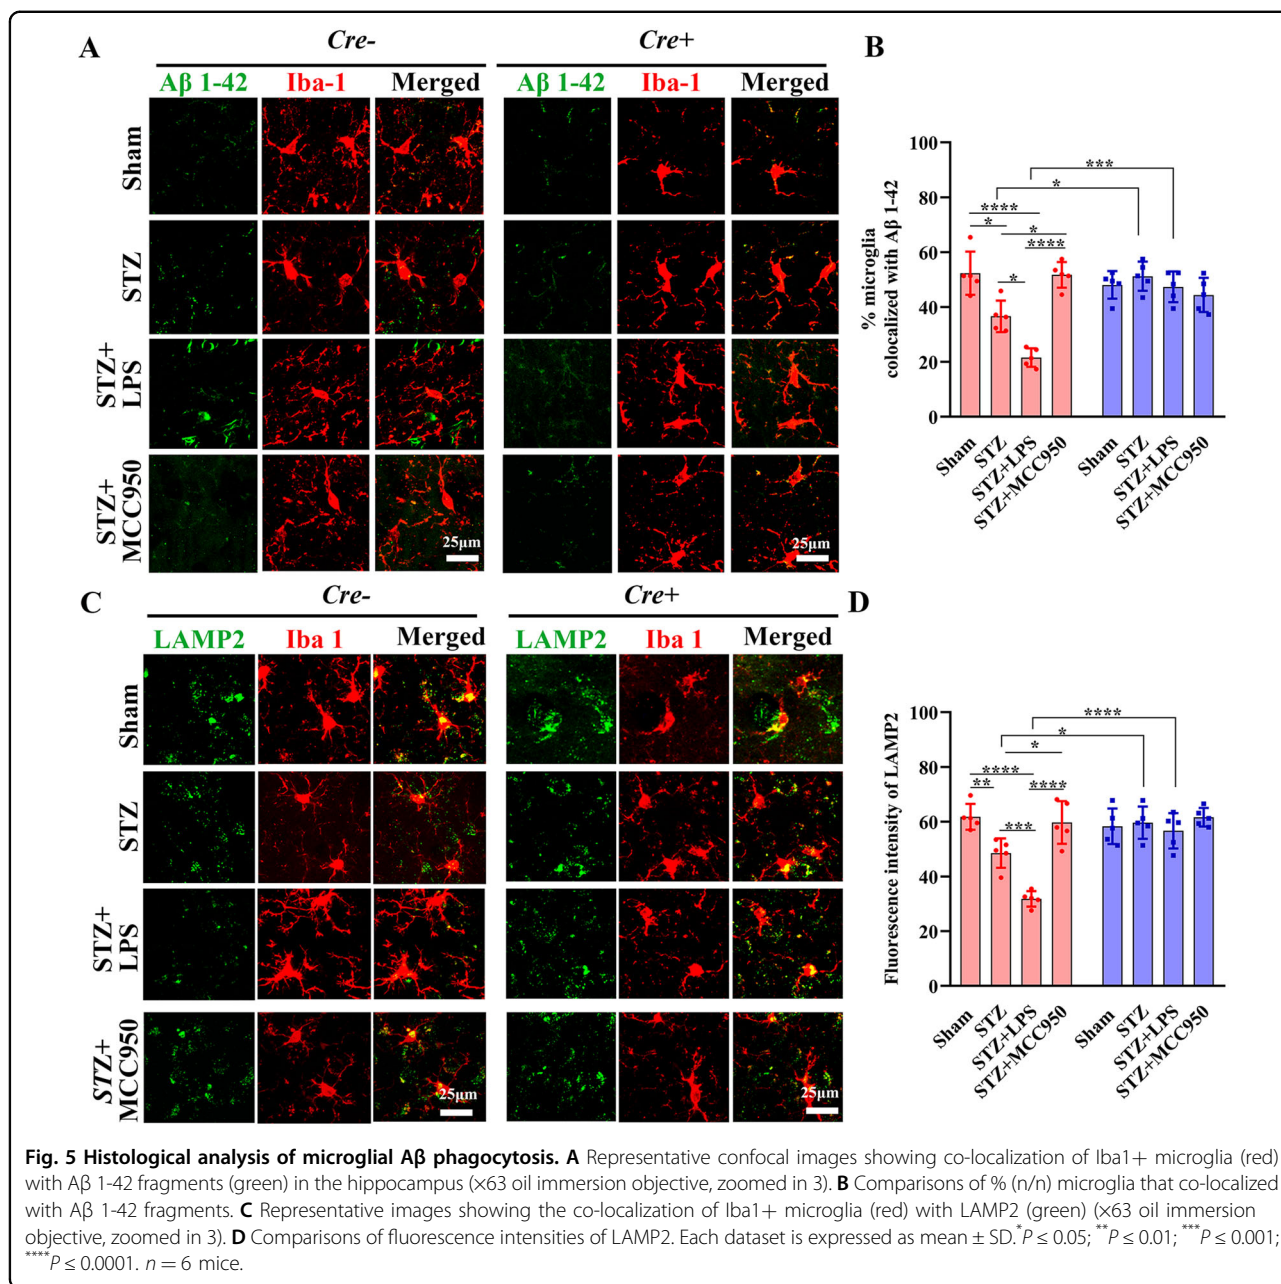 A
Cre-
Cre+
Aβ 1-42 Iba-1 Merged Aβ 1-42 Iba-1 Merged
Sham
STZ
STZ+
LPS
STZ+
MCC950
25μm
25μm
B
% microglia
colocalized with Aβ 1-42
100
80
60
40
20
0
***
*
****
*
*
****
*
Sham
STZ
STZ+LPS
STZ+MCC950
Sham
STZ
STZ+LPS
STZ+MCC950
C
Cre-
Cre+
LAMP2 Iba 1 Merged LAMP2 Iba 1 Merged
Sham
STZ
STZ+
LPS
STZ+
MCC950
25μm
25μm
D
Fluorescence intensity of LAMP2
100
80
60
40
20
0
****
*
*
****
**
****
***
Sham
STZ
STZ+LPS
STZ+MCC950
Sham
STZ
STZ+LPS
STZ+MCC950
Fig. 5 Histological analysis of microglial Aβ phagocytosis. A Representative confocal images showing co-localization of Iba1+ microglia (red)
with Aβ 1-42 fragments (green) in the hippocampus (×63 oil immersion objective, zoomed in 3). B Comparisons of % (n/n) microglia that co-localized
with Aβ 1-42 fragments. C Representative images showing the co-localization of Iba1+ microglia (red) with LAMP2 (green) (×63 oil immersion
objective, zoomed in 3). D Comparisons of fluorescence intensities of LAMP2. Each dataset is expressed as mean ± SD. *P ≤ 0.05; **P ≤ 0.01; ***P ≤ 0.001;
****P ≤ 0.0001. n = 6 mice.